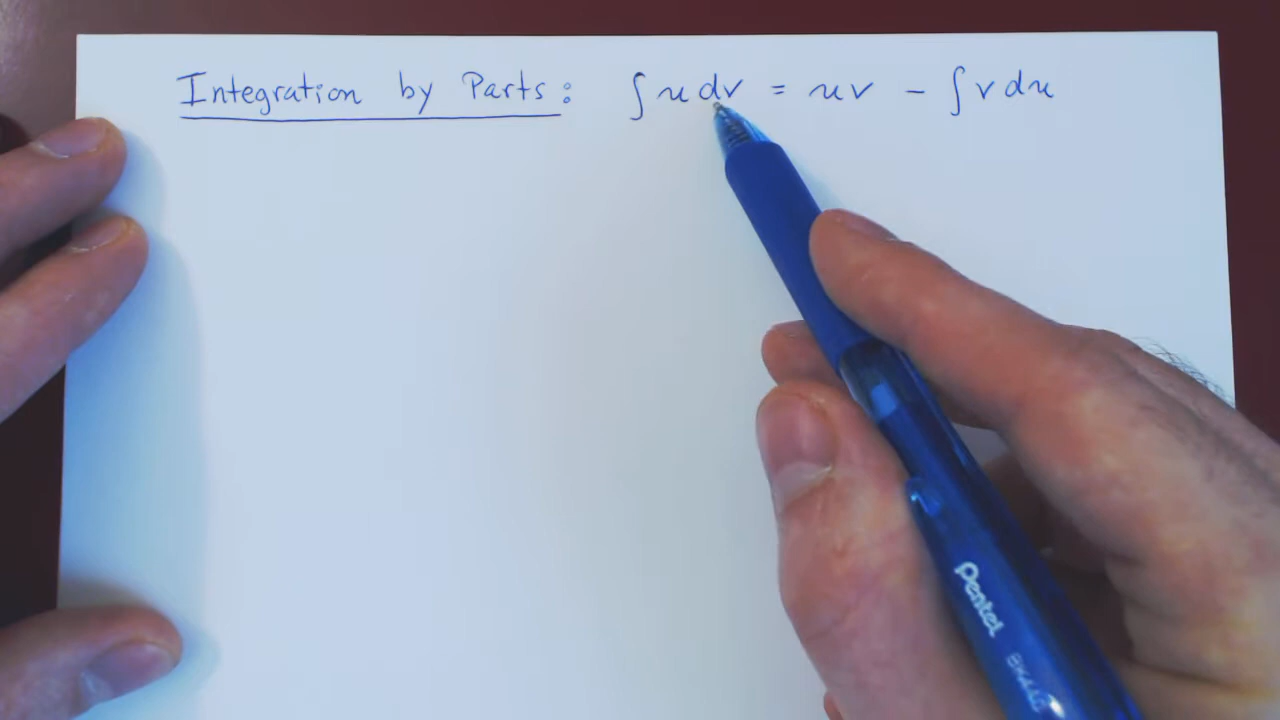 Integration by Parts: ∫ u dv = uv - ∫ v du
Pentel